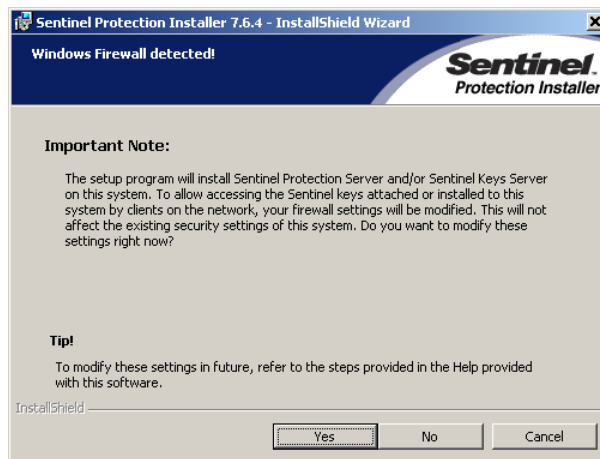 Sentinel Protection Installer 7.6.4 - InstallShield Wizard
Windows Firewall detected!
Sentinel.
Protection Installer
Important Note:
The setup program will install Sentinel Protection Server and/or Sentinel Keys Server
on this system. To allow accessing the Sentinel keys attached or installed to this
system by clients on the network, your firewall settings will be modified. This will not
affect the existing security settings of this system. Do you want to modify these
settings right now?
Tip!
To modify these settings in future, refer to the steps provided in the Help provided
with this software.
InstallShield
Yes
No
Cancel